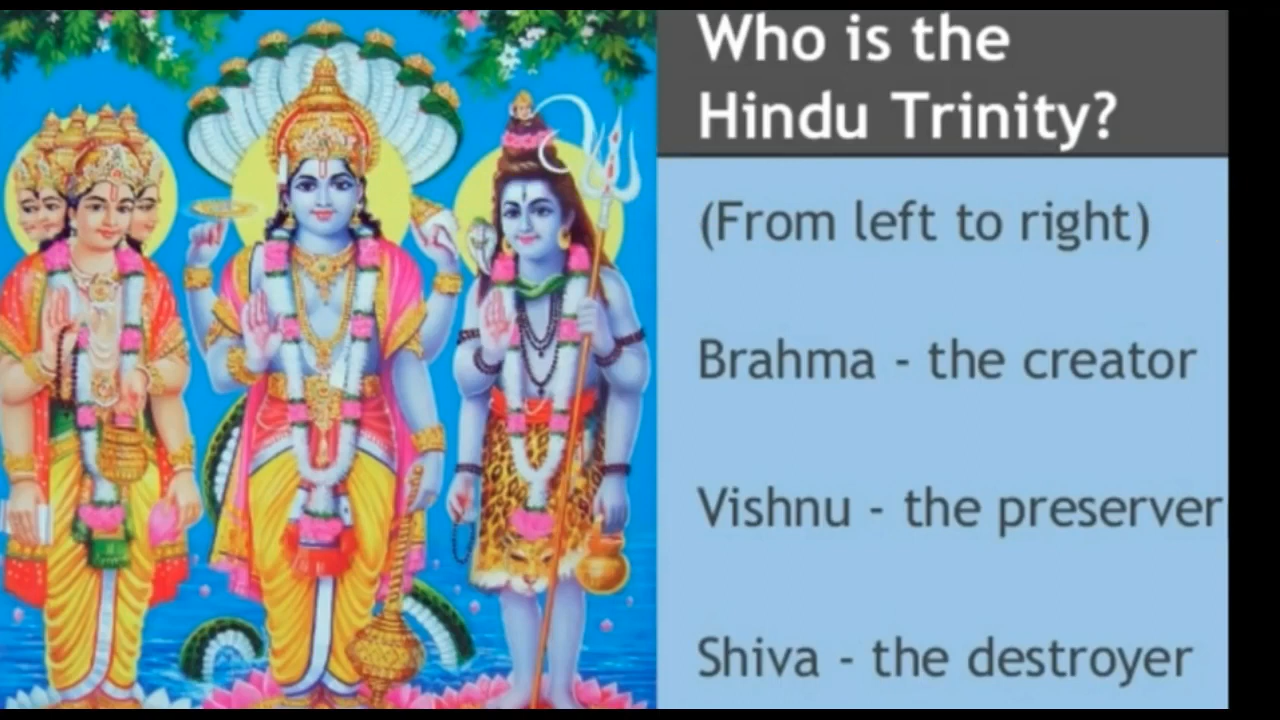 Who is the
Hindu Trinity?
(From left to right)
Brahma - the creator
Vishnu - the preserver
Shiva - the destroyer